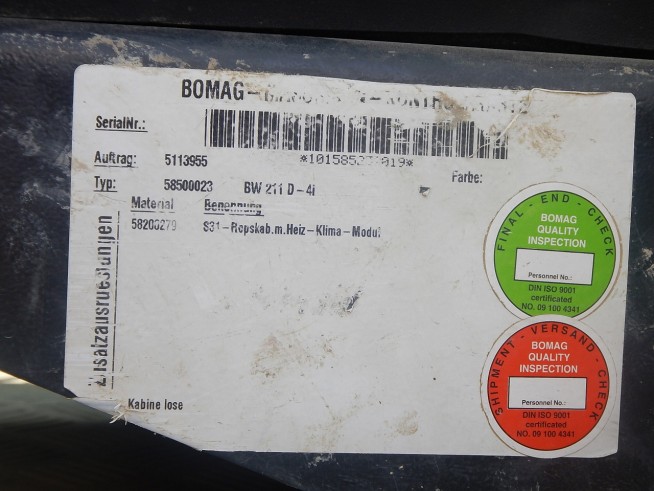 BOMAG-
SerialNr.:
Auftrag: 5113955
Farbe:
Typ: 58500023 BW 211 D-4i
Material Benennung
58200279 S31-Ropskab.m.Heiz-Klima-Modul
Zusatzausruestungen
Kabine lose
FINAL - END - CHECK
BOMAG
QUALITY
INSPECTION
Personnel No.:
DIN ISO 9001
certificated
NO. 09 100 4341
SHIPMENT - VERSAND - CHECK
BOMAG
QUALITY
INSPECTION
Personnel No.:
DIN ISO 9001
certificated
NO. 09 100 4341